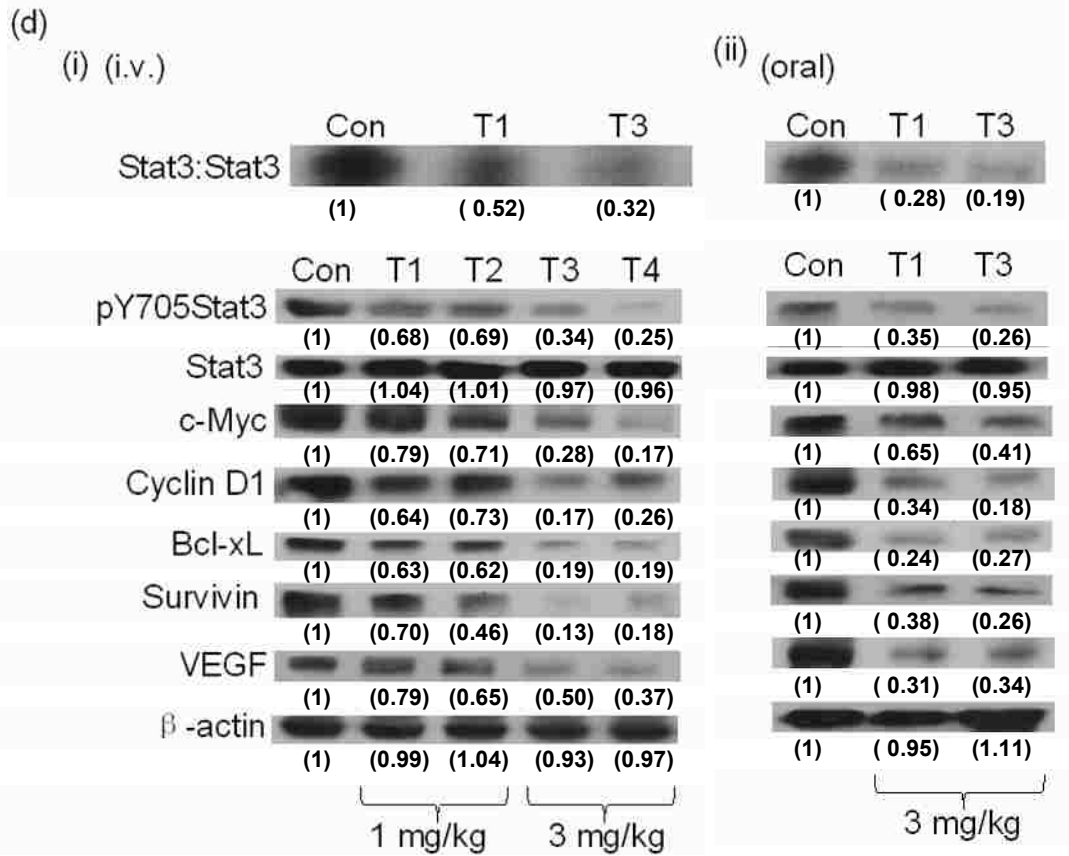 (d)
(i) (i.v.)
Con T1 T3
Stat3:Stat3
(1) ( 0.52) (0.32)
Con T1 T2 T3 T4
pY705Stat3
(1) (0.68) (0.69) (0.34) (0.25)
Stat3
(1) (1.04) (1.01) (0.97) (0.96)
c-Myc
(1) (0.79) (0.71) (0.28) (0.17)
Cyclin D1
(1) (0.64) (0.73) (0.17) (0.26)
Bcl-xL
(1) (0.63) (0.62) (0.19) (0.19)
Survivin
(1) (0.70) (0.46) (0.13) (0.18)
VEGF
(1) (0.79) (0.65) (0.50) (0.37)
β-actin
(1) (0.99) (1.04) (0.93) (0.97)
1 mg/kg 3 mg/kg
(ii) (oral)
Con T1 T3
(1) ( 0.28) (0.19)
Con T1 T3
(1) ( 0.35) (0.26)
(1) ( 0.98) (0.95)
(1) ( 0.65) (0.41)
(1) ( 0.34) (0.18)
(1) ( 0.24) (0.27)
(1) ( 0.38) (0.26)
(1) ( 0.31) (0.34)
(1) ( 0.95) (1.11)
3 mg/kg